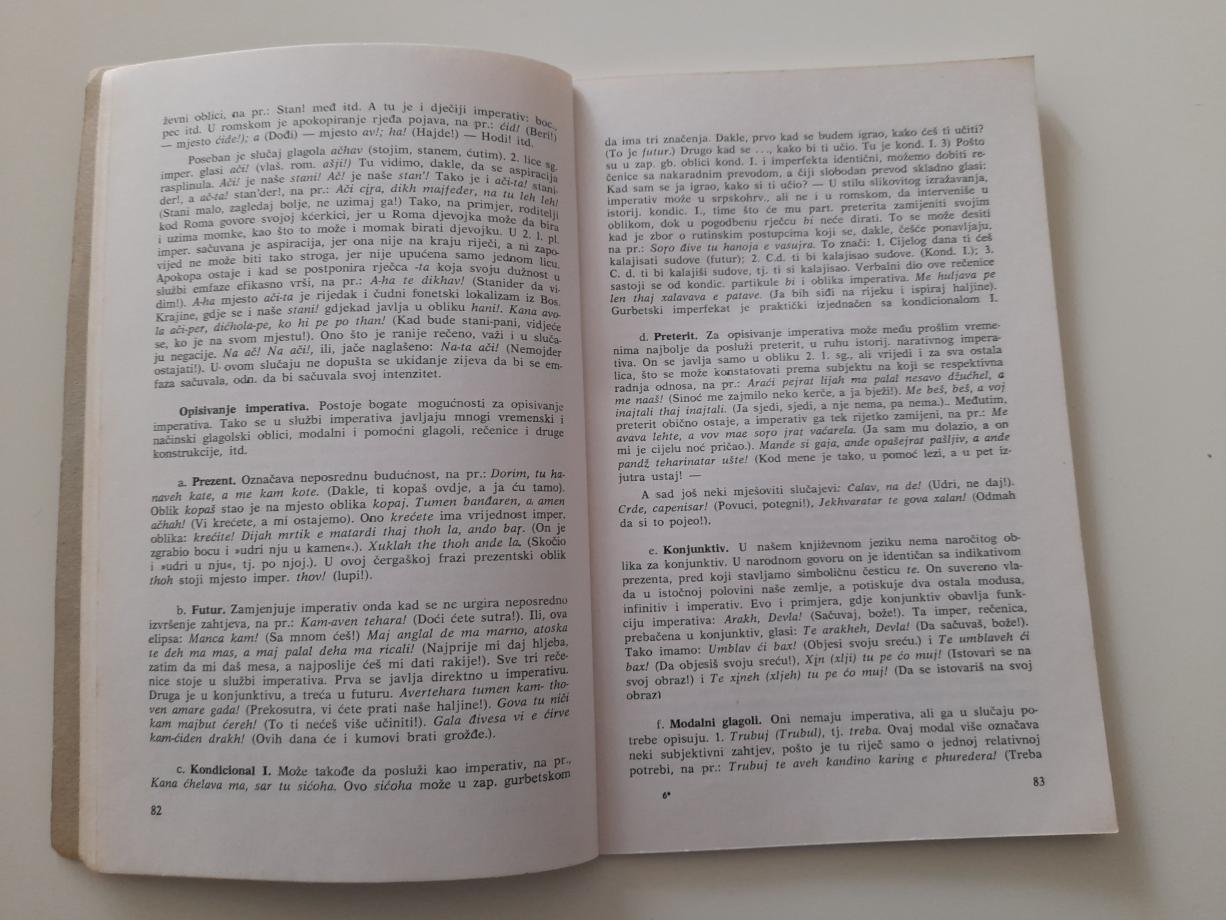 ževni oblici, na pr.: Stan! međ itd. A tu je i dječiji imperativ: boc.,
pec itd. U romskom je apokopiranje rjeđa pojava, na pr.: ćid! (Beri!)
— mjesto ćide!); a (Dođi) — mjesto av!; ha! (Hajde!) — Hodi! itd.
Poseban je slučaj glagola ačhav (stojim, stanem, ćutim). 2. lice sg.
imper. glasi ači! (vlaš. rom. ašji!) Tu vidimo, dakle, da se aspiracija
rasplinula. Ači! je naše stani! Ač! je naše stan'! Tako je i ači-ta! stani-
der!, a ač-ta! stan'der!, na pr.: Ači cịra, dikh majfeder, na tu leh leh!
(Stani malo, zagledaj bolje, ne uzimaj ga!) Tako, na primjer, roditelji
kod Roma govore svojoj kćerkici, jer u Roma djevojka može da bira
i uzima momke, kao što to može i momak birati djevojku. U 2. l. pl.
imper. sačuvana je aspiracija, jer ona nije na kraju riječi, a ni zapo-
vijed ne može biti tako stroga, jer nije upućena samo jednom licu.
Apokopa ostaje i kad se postponira rječca -ta koja svoju dužnost u
službi emfaze efikasno vrši, na pr.: A-ha te dikhav! (Stanider da vi-
dim!). A-ha mjesto ači-ta je rijedak i čudni fonetski lokalizam iz Bos.
Krajine, gdje se i naše stani! gdjekad javlja u obliku hani!. Kana avo-
la ači-per, dićhola-pe, ko hi pe po than! (Kad bude stani-pani, vidjeće
se, ko je na svom mjestu!). Ono što je ranije rečeno, važi i u sluča-
ju negacije. Na ač! Na ači!, ili, jače naglašeno: Na-ta ači! (Nemojder
ostajati!). U ovom slučaju ne dopušta se ukidanje zijeva da bi se em-
faza sačuvala, odn. da bi sačuvala svoj intenzitet.
Opisivanje imperativa. Postoje bogate mogućnosti za opisivanje
imperativa. Tako se u službi imperativa javljaju mnogi vremenski i
načinski glagolski oblici, modalni i pomoćni glagoli, rečenice i druge
konstrukcije, itd.
a. Prezent. Označava neposrednu budućnost, na pr.: Dorim, tu ha-
naveh kate, a me kam kote. (Dakle, ti kopaš ovdje, a ja ću tamo).
Oblik kopaš stao je na mjesto oblika kopaj. Tumen banđaren, a amen
ačhah! (Vi krećete, a mi ostajemo). Ono krećete ima vrijednost imper.
oblika: krećite! Dijah mrtik e matardi thaj thoh la, ando baṛ. (On je
zgrabio bocu i »udri nju u kamen«.). Xuklah the thoh ande la. (Skočio
i »udri u nju«, tj. po njoj.). U ovoj čergaškoj frazi prezentski oblik
thoh stoji mjesto imper. thov! (lupi!).
b. Futur. Zamjenjuje imperativ onda kad se ne urgira neposredno
izvršenje zahtjeva, na pr.: Kam-aven tehara! (Doći ćete sutra!). Ili, ova
elipsa: Manca kam! (Sa mnom ćeš!) Maj anglal de ma marno, atoska
te deh ma mas, a maj palal deha ma ricali! (Najprije mi daj hljeba,
zatim da mi daš mesa, a najposlije ćeš mi dati rakije!). Sve tri reče-
nice stoje u službi imperativa. Prva se javlja direktno u imperativu.
Druga je u konjunktivu, a treća u futuru. Avertehara tumen kam- tho-
ven amare gada! (Prekosutra, vi ćete prati naše haljine!). Gova tu niči
kam majbut ćereh! (To ti nećeš više učiniti!). Gala đivesa vi e ćirve
kam-ćiden drakh! (Ovih dana će i kumovi brati grožđe.).
c. Kondicional I. Može takođe da posluži kao imperativ, na pr.,
Kana ćhelava ma, sar tu sićoha. Ovo sićoha može u zap. gurbetskom
82
da ima tri značenja. Dakle, prvo kad se budem igrao, kako ćeš ti učiti?
(To je futur.) Drugo kad se . . ., kako bi ti učio. Tu je kond. I. 3) Pošto
su u zap. gb. oblici kond. I. i imperfekta identični, možemo dobiti re-
čenice sa nakaradnim prevodom, a čiji slobodan prevod skladno glasi:
Kad sam se ja igrao, kako si ti učio? — U stilu slikovitog izražavanja,
imperativ može u srpskohrv., ali ne i u romskom, da interveniše u
istorij. kondic. I., time što će mu part. preterita zamijeniti svojim
oblikom, dok u pogodbenu rječcu bi neće dirati. To se može desiti
kad je zbor o rutinskim postupcima koji se, dakle, češće ponavljaju,
na pr.: Soṛo đive tu hanoja e vasujra. To znači: 1. Cijelog dana ti ćeš
kalajisati sudove (futur); 2. C.d. ti bi kalajisao sudove. (Kond. I.); 3.
C. d. ti bi kalajiši sudove, tj. ti si kalajisao. Verbalni dio ove rečenice
sastoji se od kondic. partikule bi i oblika imperativa. Me huljava pe
len thaj xalavava e patave. (Ja bih siđi na rijeku i ispiraj haljine).
Gurbetski imperfekat je praktički izjednačen sa kondicionalom I.
d. Preterit. Za opisivanje imperativa može među prošlim vreme-
nima najbolje da posluži preterit, u ruhu istorij. narativnog impera-
tiva. On se javlja samo u obliku 2. l. sg., ali vrijedi i za sva ostala
lica, što se može konstatovati prema subjektu na koji se respektivna
radnja odnosa, na pr.: Araći pejrat lijah ma palal nesavo džućhel, a
me naaš! (Sinoć me zajmilo neko kerče, a ja bježi!). Me beš, beš, a voj
inajtali thaj inajtali. (Ja sjedi, sjedi, a nje nema, pa nema.).. Međutim,
preterit obično ostaje, a imperativ ga tek rijetko zamijeni, na pr.: Me
avava lehte, a vov mae soṛo jrat vaćarela. (Ja sam mu dolazio, a on
mi je cijelu noć pričao.). Mande si gaja, ande opašejrat pašljiv, a ande
pandž teharinatar ušte! (Kod mene je tako, u pomoć lezi, a u pet iz-
jutra ustaj! —
A sad još neki mješoviti slučajevi: Calav, na de! (Udri, ne daj!).
Crde, capenisar! (Povuci, potegni!), Jekhvaratar te gova xalan! (Odmah
da si to pojeo!).
e. Konjunktiv. U našem književnom jeziku nema naročitog ob-
lika za konjunktiv. U narodnom govoru on je identičan sa indikativom
prezenta, pred koji stavljamo simboličnu česticu te. On suvereno vla-
da u istočnoj polovini naše zemlje, a potiskuje dva ostala modusa,
infinitiv i imperativ. Evo i primjera, gdje konjunktiv obavlja funk-
ciju imperativa: Arakh, Devla! (Sačuvaj, bože!). Ta imper, rečenica,
prebačena u konjunktiv, glasi: Te arakheh, Devla! (Da sačuvaš, bože!).
Tako imamo: Umblav ći bax! (Objesi svoju sreću.) i Te umblaveh ći
bax! (Da objesiš svoju sreću!), Xịn (xlji) tu pe ćo muj! (Istovari se na
svoj obraz!) i Te xịneh (xljeh) tu pe ćo muj! (Da se istovariš na svoj
obraz)
f. Modalni glagoli. Oni nemaju imperativa, ali ga u slučaju po-
trebe opisuju. 1. Trubuj (Trubul), tj. treba. Ovaj modal više označava
neki subjektivni zahtjev, pošto je tu riječ samo o jednoj relativnoj
potrebi, na pr.: Trubuj te aveh kandino karing e phuredera! (Treba
6*
83